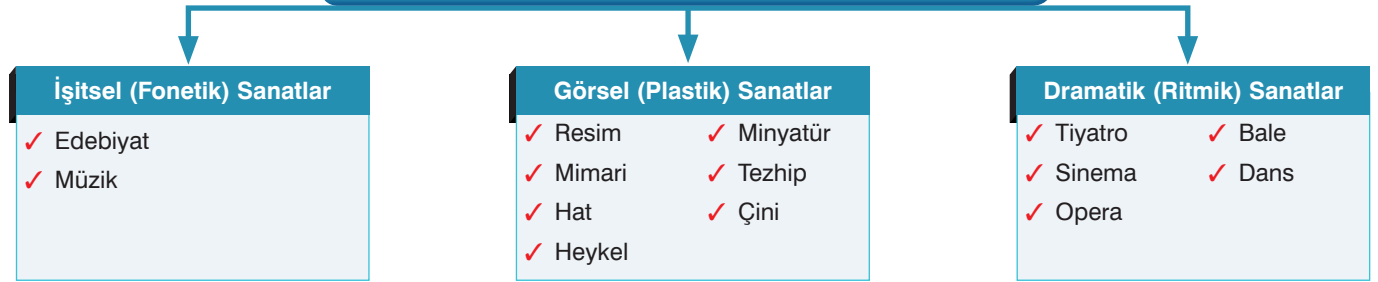 İşitsel (Fonetik) Sanatlar
✓ Edebiyat
✓ Müzik
Görsel (Plastik) Sanatlar
✓ Resim
✓ Mimari
✓ Hat
✓ Heykel
✓ Minyatür
✓ Tezhip
✓ Çini
Dramatik (Ritmik) Sanatlar
✓ Tiyatro
✓ Sinema
✓ Opera
✓ Bale
✓ Dans